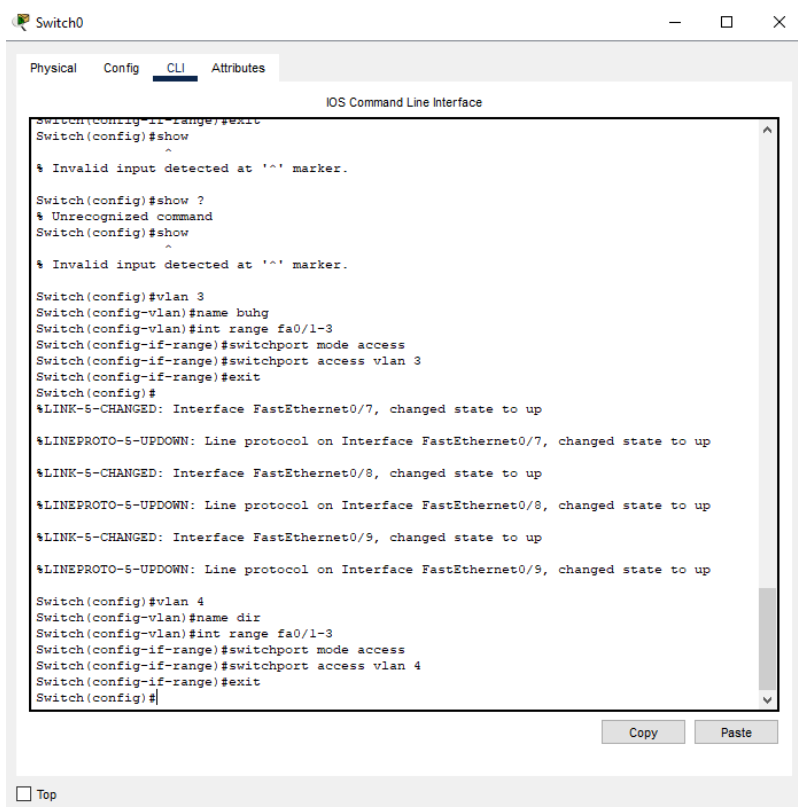 Switch0
Physical Config CLI Attributes
IOS Command Line Interface
Switch(config-if-range)#exit
Switch(config)#show
^
% Invalid input detected at '^' marker.
Switch(config)#show ?
% Unrecognized command
Switch(config)#show
^
% Invalid input detected at '^' marker.
Switch(config)#vlan 3
Switch(config-vlan)#name buhg
Switch(config-vlan)#int range fa0/1-3
Switch(config-if-range)#switchport mode access
Switch(config-if-range)#switchport access vlan 3
Switch(config-if-range)#exit
Switch(config)#
%LINK-5-CHANGED: Interface FastEthernet0/7, changed state to up
%LINEPROTO-5-UPDOWN: Line protocol on Interface FastEthernet0/7, changed state to up
%LINK-5-CHANGED: Interface FastEthernet0/8, changed state to up
%LINEPROTO-5-UPDOWN: Line protocol on Interface FastEthernet0/8, changed state to up
%LINK-5-CHANGED: Interface FastEthernet0/9, changed state to up
%LINEPROTO-5-UPDOWN: Line protocol on Interface FastEthernet0/9, changed state to up
Switch(config)#vlan 4
Switch(config-vlan)#name dir
Switch(config-vlan)#int range fa0/1-3
Switch(config-if-range)#switchport mode access
Switch(config-if-range)#switchport access vlan 4
Switch(config-if-range)#exit
Switch(config)#
Copy Paste
Top